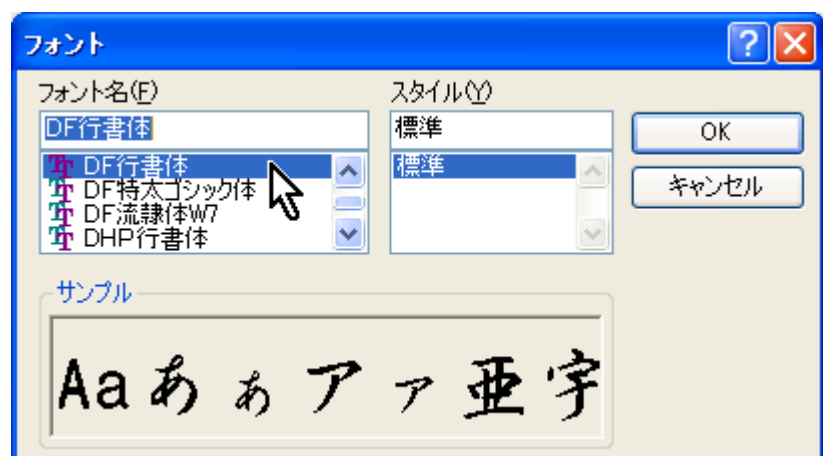 フォント
フォント名(F) スタイル(Y)
DF行書体 標準 OK
DF行書体 標準
DF特太ゴシック体 キャンセル
DF流隷体W7
DHP行書体
サンプル
Aaあぁアァ亜宇